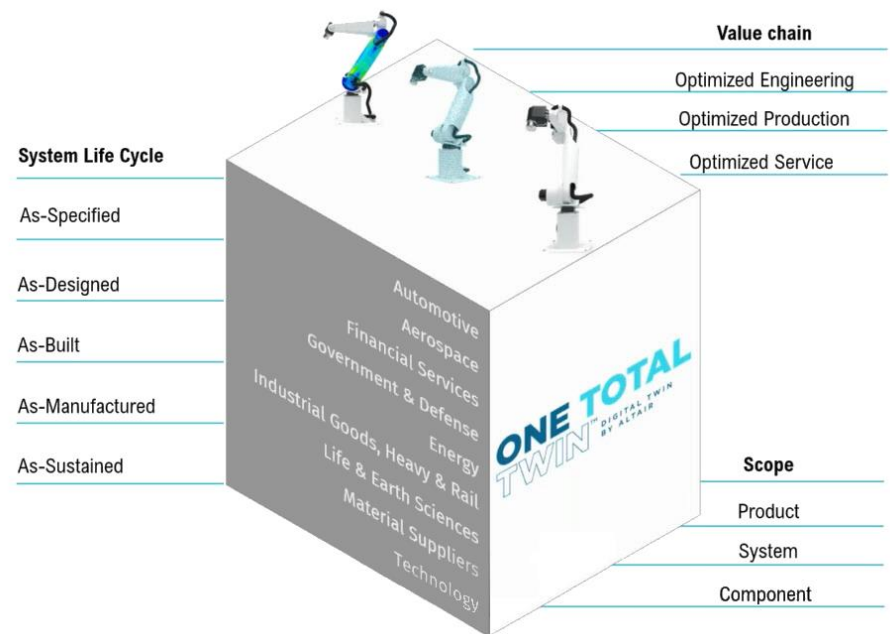 System Life Cycle
As-Specified
As-Designed
As-Built
As-Manufactured
As-Sustained
Value chain
Optimized Engineering
Optimized Production
Optimized Service
Automotive
Aerospace
Financial Services
Government & Defense
Energy
Industrial Goods, Heavy & Rail
Life & Earth Sciences
Material Suppliers
Technology
ONE TOTAL
TWIN™ DIGITAL TWIN
BY ALTAIR
Scope
Product
System
Component